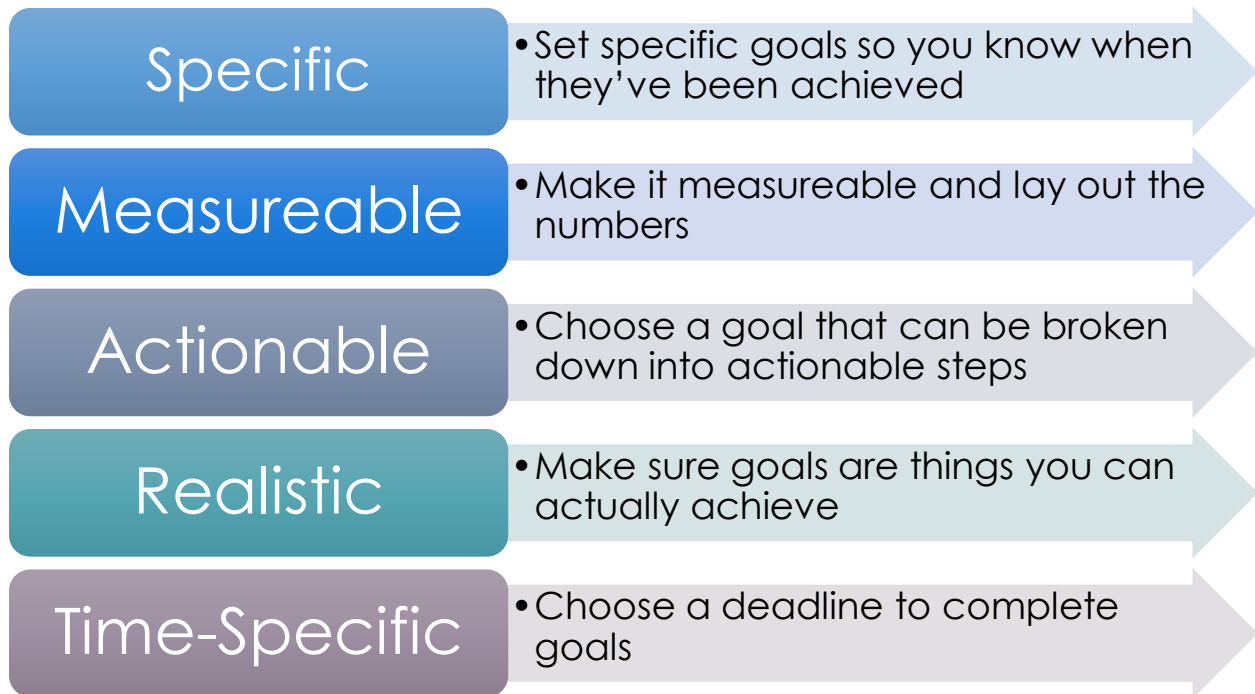 Specific
•Set specific goals so you know when
they’ve been achieved
Measureable
•Make it measureable and lay out the
numbers
Actionable
•Choose a goal that can be broken
down into actionable steps
Realistic
•Make sure goals are things you can
actually achieve
Time-Specific
•Choose a deadline to complete
goals